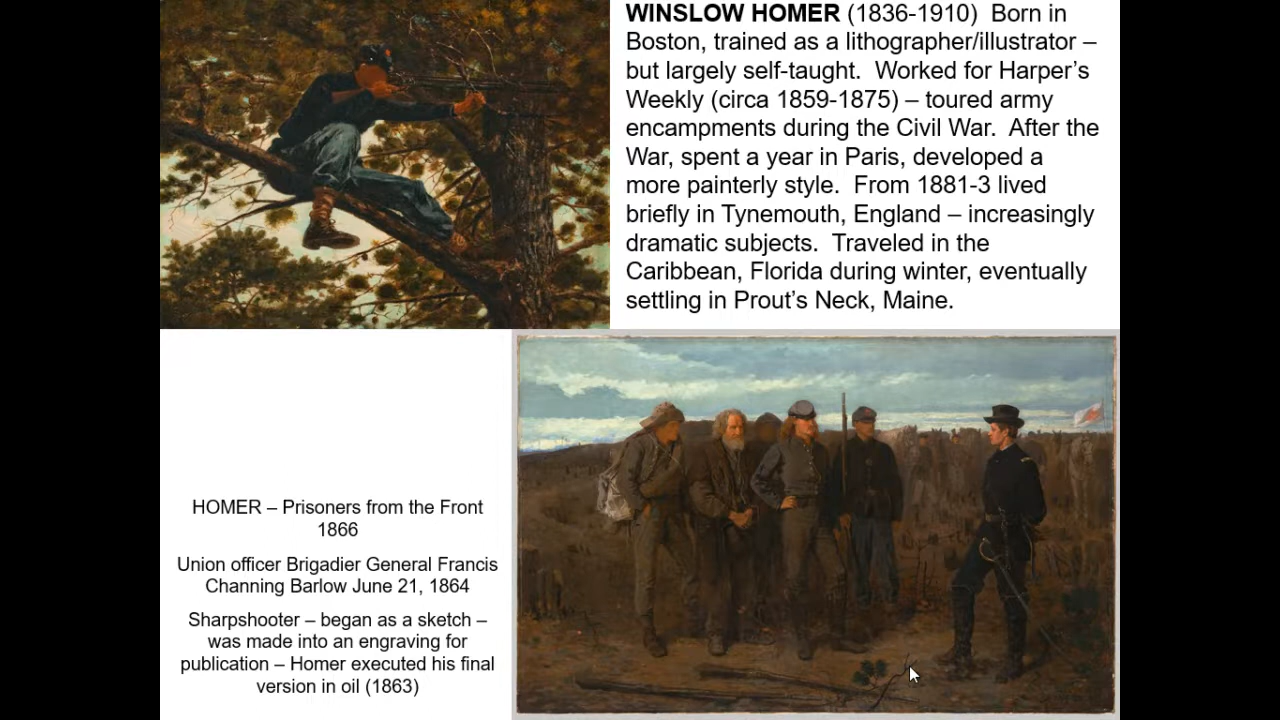 WINSLOW HOMER (1836-1910)  Born in
Boston, trained as a lithographer/illustrator –
but largely self-taught.  Worked for Harper's
Weekly (circa 1859-1875) – toured army
encampments during the Civil War.  After the
War, spent a year in Paris, developed a
more painterly style.  From 1881-3 lived
briefly in Tynemouth, England – increasingly
dramatic subjects.  Traveled in the
Caribbean, Florida during winter, eventually
settling in Prout's Neck, Maine.
HOMER – Prisoners from the Front
1866
Union officer Brigadier General Francis
Channing Barlow June 21, 1864
Sharpshooter – began as a sketch –
was made into an engraving for
publication – Homer executed his final
version in oil (1863)